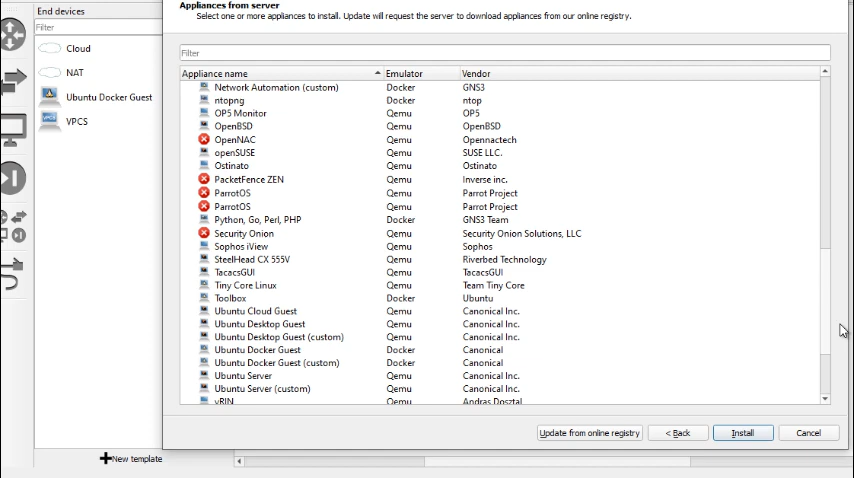 End devices
Filter
Cloud
NAT
Ubuntu Docker Guest
VPCS
VPCS
New template
Appliances from server
Select one or more appliances to install. Update will request the server to download appliances from our online registry.
Filter
Appliance name Emulator Vendor
Network Automation (custom) Docker GNS3
ntopng Docker ntop
OP5 Monitor Qemu OP5
OpenBSD Qemu OpenBSD
OpenNAC Qemu Opennactech
openSUSE Qemu SUSE LLC.
Ostinato Qemu Ostinato
PacketFence ZEN Qemu Inverse inc.
ParrotOS Qemu Parrot Project
ParrotOS Qemu Parrot Project
Python, Go, Perl, PHP Docker GNS3 Team
Security Onion Qemu Security Onion Solutions, LLC
Sophos iView Qemu Sophos
SteelHead CX 555V Qemu Riverbed Technology
TacacsGUI Qemu TacacsGUI
Tiny Core Linux Qemu Team Tiny Core
Toolbox Docker Ubuntu
Ubuntu Cloud Guest Qemu Canonical Inc.
Ubuntu Desktop Guest Qemu Canonical Inc.
Ubuntu Desktop Guest (custom) Qemu Canonical Inc.
Ubuntu Docker Guest Docker Canonical
Ubuntu Docker Guest (custom) Docker Canonical
Ubuntu Server Qemu Canonical Inc.
Ubuntu Server (custom) Qemu Canonical Inc.
vRIN Qemu Andras Dosztal
Update from online registry < Back Install Cancel